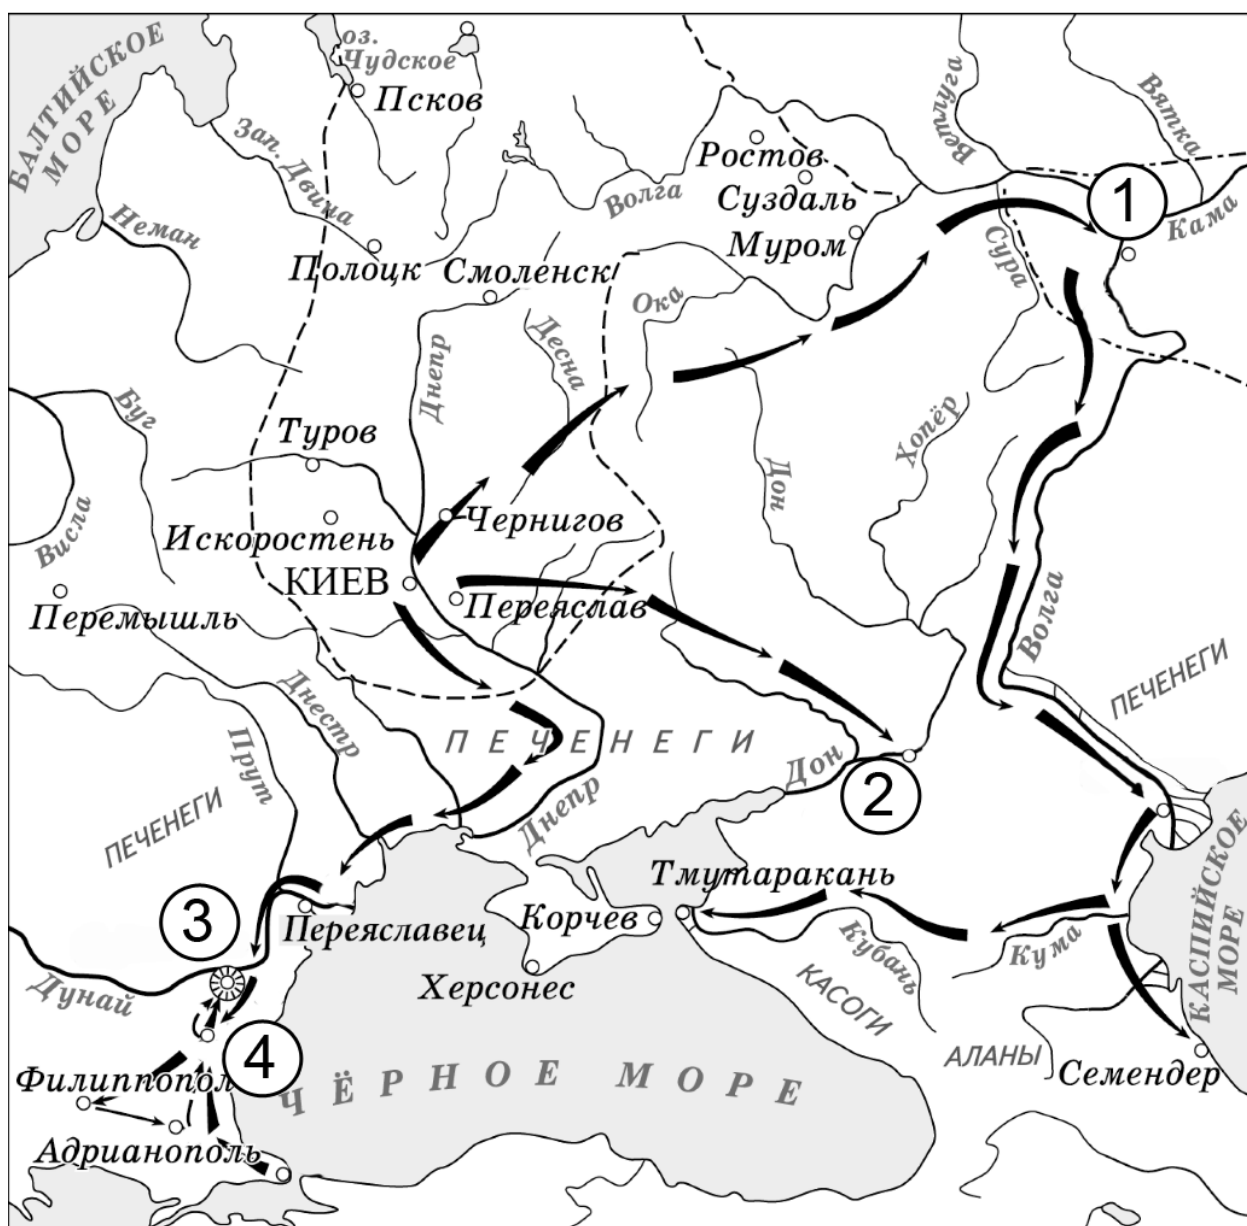 БАЛТИЙСКОЕ
МОРЕ
оз.
Чудское
Псков
Зап. Двина
Неман
Полоцк
Смоленск
Волга
Ростов
Суздаль
Муром
Ветлуга
Вятка
1
Кама
Сура
Ока
Днепр
Десна
Буг
Туров
Висла
Искоростень
Чернигов
КИЕВ
Переяслав
Перемышль
Дон
Хопёр
Волга
ПЕЧЕНЕГИ
Днестр
Прут
ПЕЧЕНЕГИ
ПЕЧЕНЕГИ
Днепр
Дон
2
3
Переяславец
Тмутаракань
Корчев
Херсонес
Кубань
Кума
КАСОГИ
АЛАНЫ
КАСПИЙСКОЕ
МОРЕ
Семендер
Дунай
4
Филиппопол
Адрианополь
ЧЁРНОЕ МОРЕ